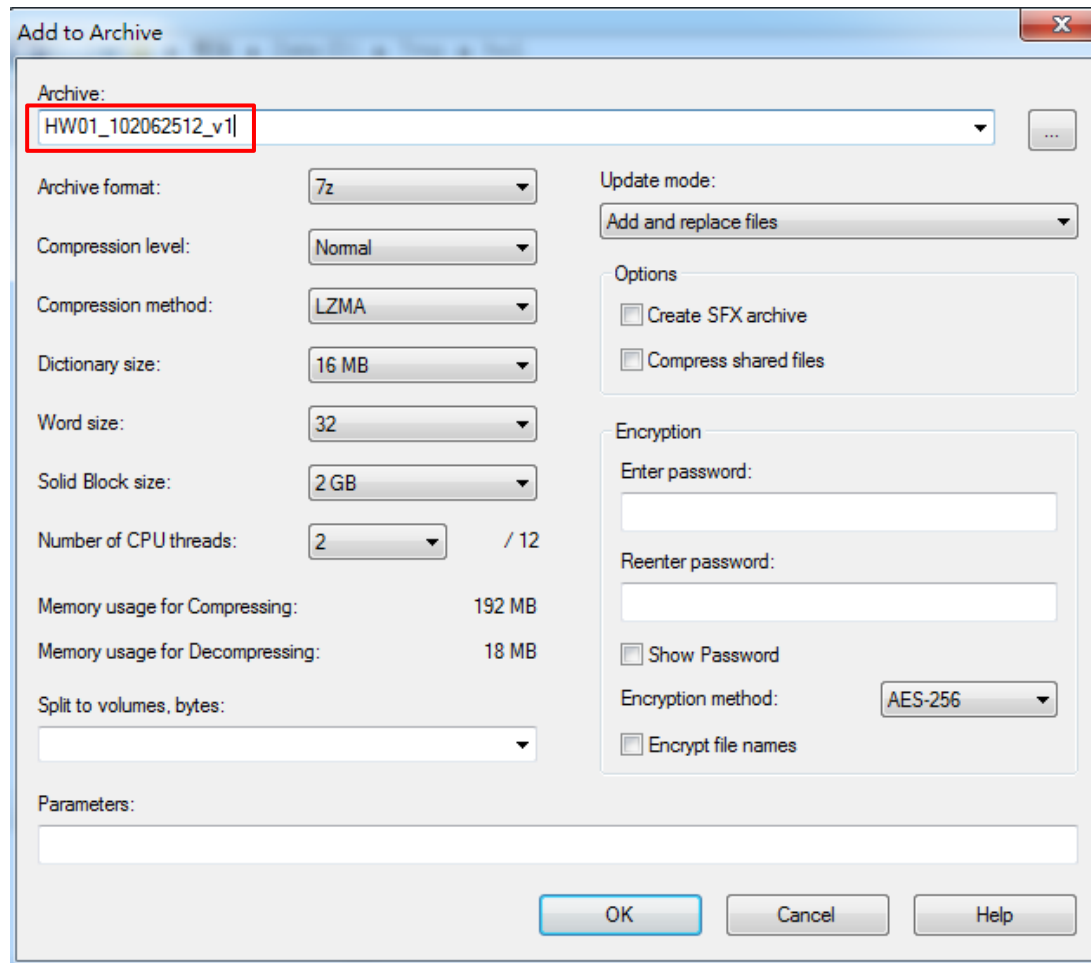 Add to Archive
Archive:
HW01_102062512_v1
...
Archive format:
7z
Compression level:
Normal
Compression method:
LZMA
Dictionary size:
16 MB
Word size:
32
Solid Block size:
2 GB
Number of CPU threads:
2
/ 12
Memory usage for Compressing:
192 MB
Memory usage for Decompressing:
18 MB
Split to volumes, bytes:
Update mode:
Add and replace files
Options
Create SFX archive
Compress shared files
Encryption
Enter password:
Reenter password:
Show Password
Encryption method:
AES-256
Encrypt file names
Parameters:
OK
Cancel
Help